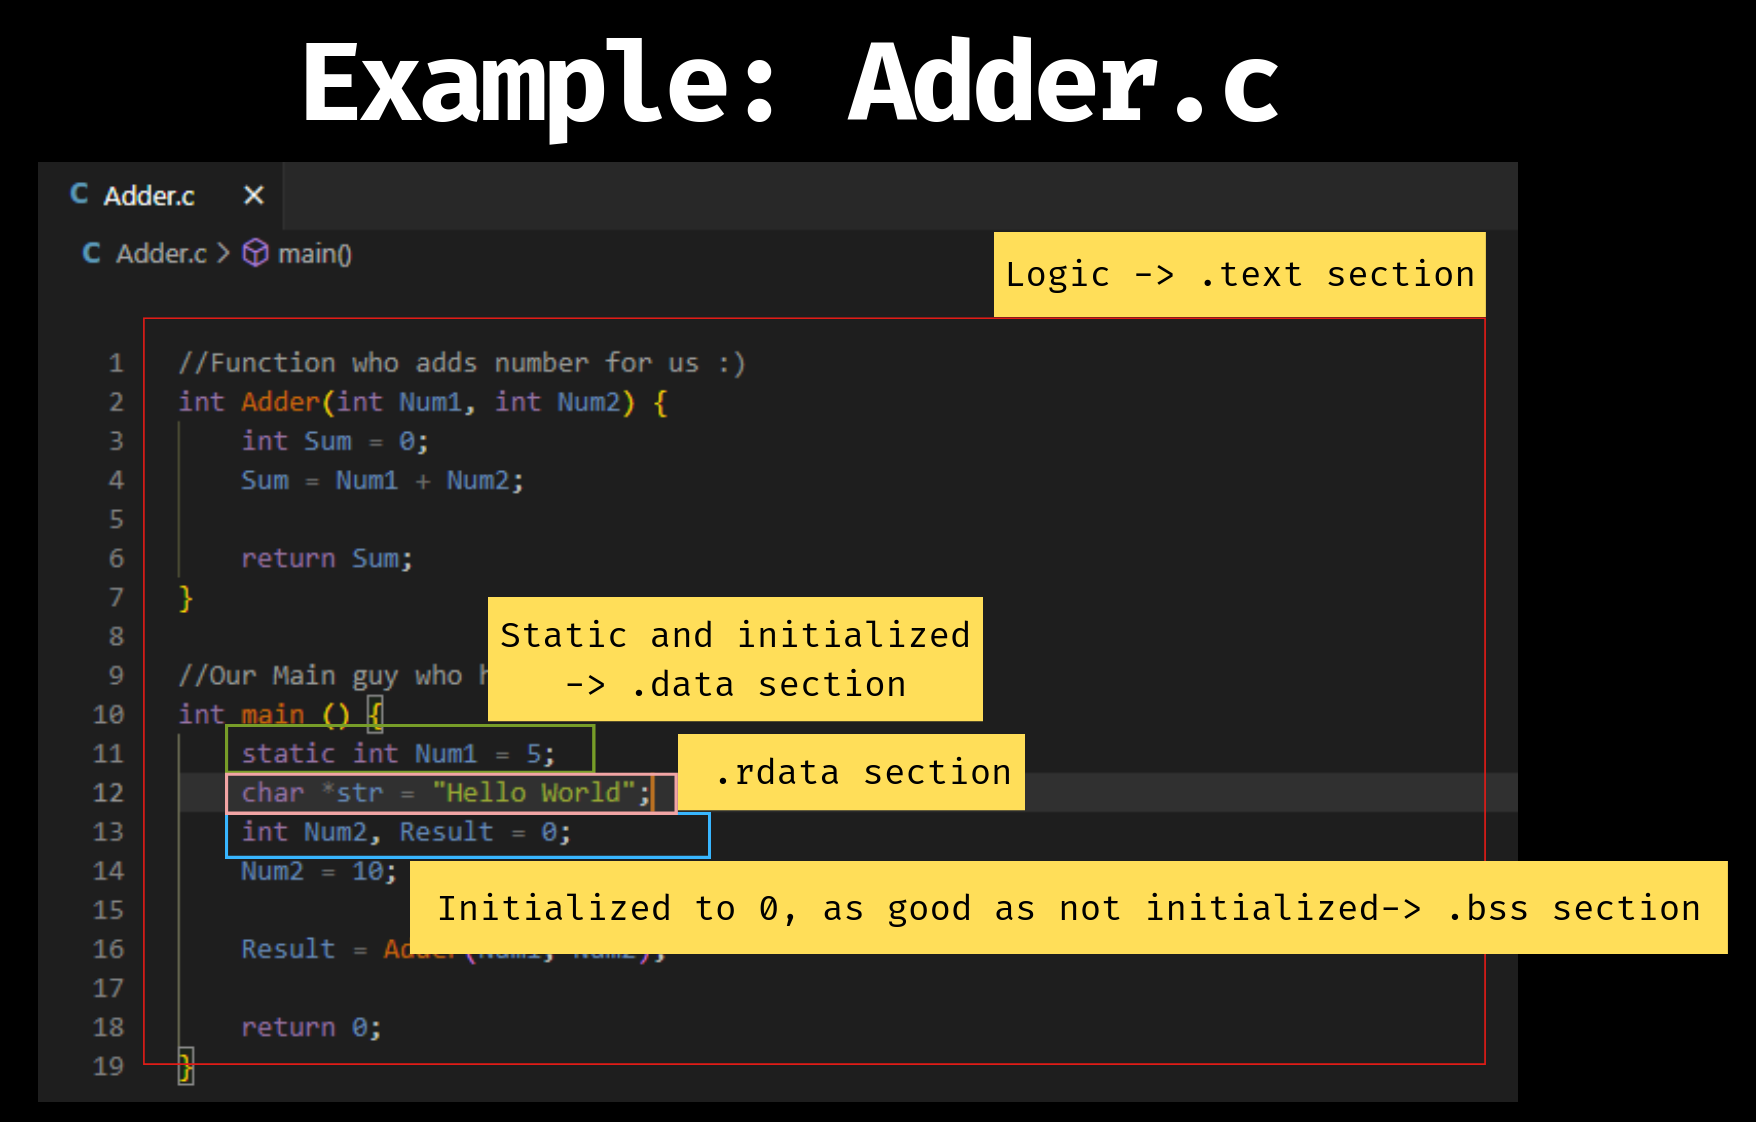 Example: Adder.c
C Adder.c ×
C Adder.c > main()
Logic -> .text section
1 //Function who adds number for us :)
2 int Adder(int Num1, int Num2) {
3 int Sum = 0;
4 Sum = Num1 + Num2;
5
6 return Sum;
7 }
8
Static and initialized
-> .data section
9 //Our Main guy who
10 int main () {
11 static int Num1 = 5;
.rdata section
12 char *str = "Hello World";
13 int Num2, Result = 0;
14 Num2 = 10;
Initialized to 0, as good as not initialized-> .bss section
15
16 Result = Adder(Num1, Num2);
17
18 return 0;
19 }